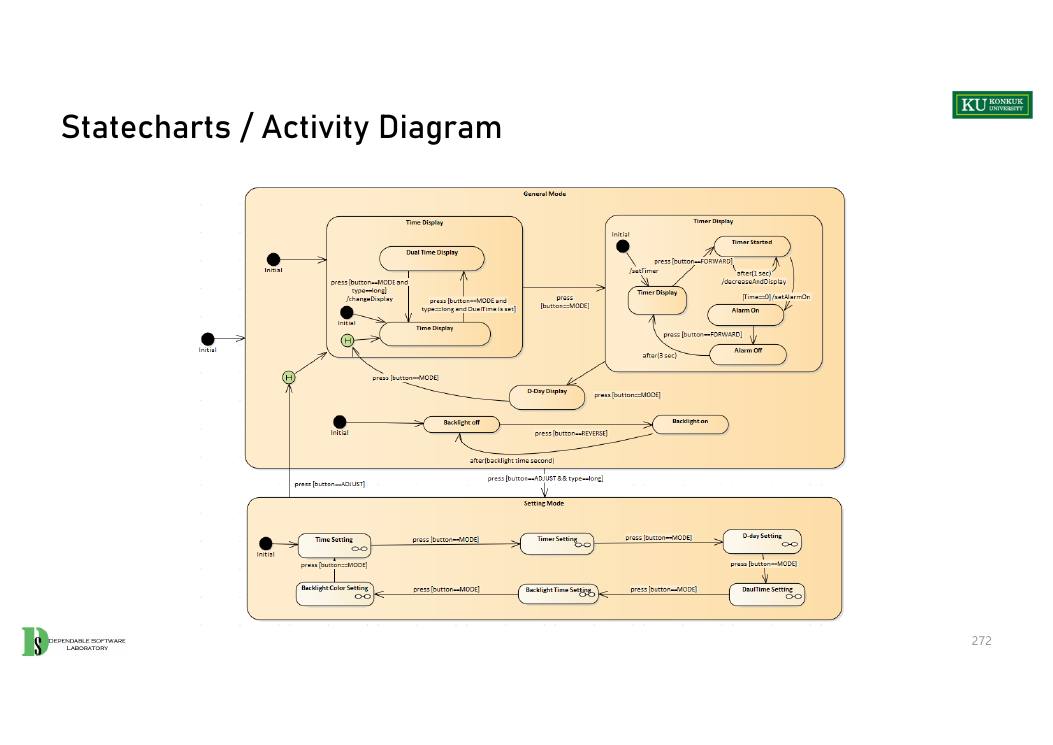 KU KONKUK
UNIVERSITY
Statecharts / Activity Diagram
General Mode
Time Display
Timer Display
Initial
Dual Time Display
Timer Started
press [button==FORWARD]
Initial
/setTimer
after(1 sec)
/decreaseAndDisplay
press [button==MODE and
type==long]
/changeDisplay
press [button==MODE and
type==long and DualTime is set]
press
[button==MODE]
Timer Display
[Time==0]/setAlarmOn
Alarm On
Initial
Time Display
H
press [button==FORWARD]
Initial
Alarm Off
after(3 sec)
H
press [button==MODE]
D-Day Display
press [button==MODE]
Initial
Backlight off
Backlight on
press [button==REVERSE]
after(backlight time second)
press [button==ADJUST]
press [button==ADJUST && type==long]
Setting Mode
Initial
Time Setting
press [button==MODE]
Timer Setting
press [button==MODE]
D-day Setting
press [button==MODE]
press [button==MODE]
Backlight Color Setting
press [button==MODE]
Backlight Time Setting
press [button==MODE]
DaulTime Setting
DS
DEPENDABLE SOFTWARE
LABORATORY
272